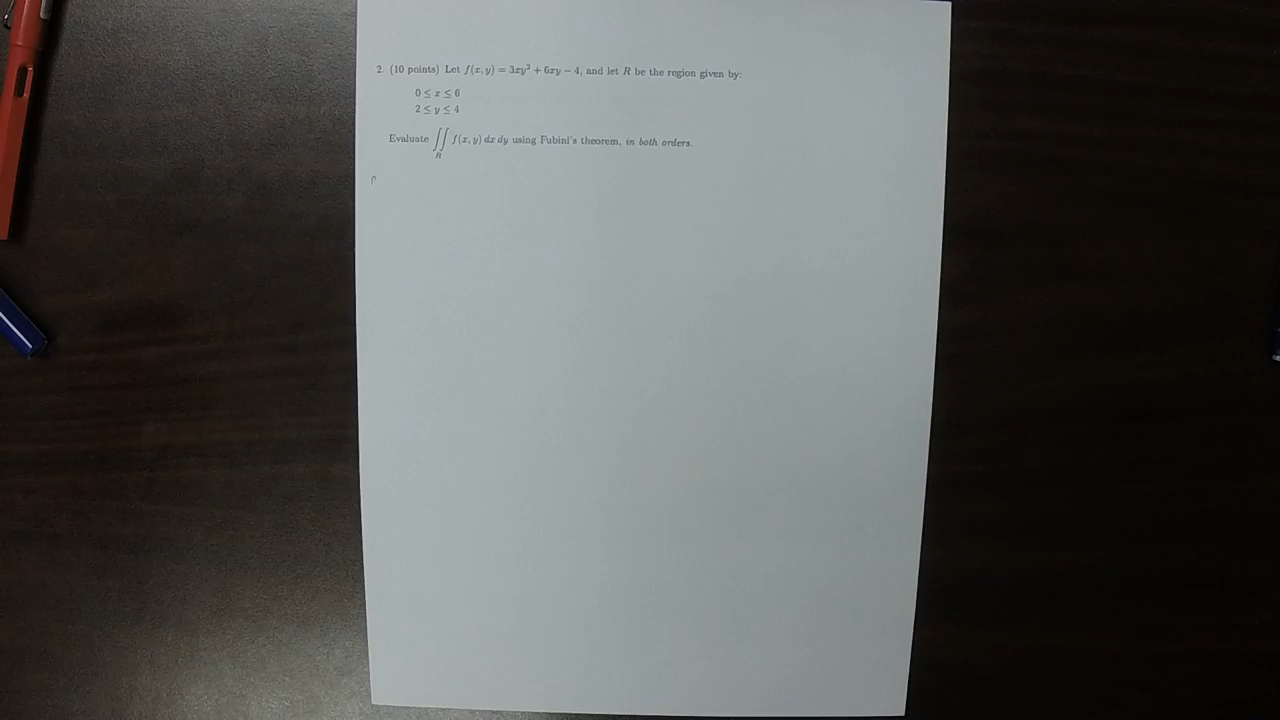 2. (10 points) Let f(x, y) = 3xy² + 6xy − 4, and let R be the region given by:
0 ≤ x ≤ 6
2 ≤ y ≤ 4
Evaluate ∬_R f(x, y) dx dy using Fubini's theorem, in both orders.